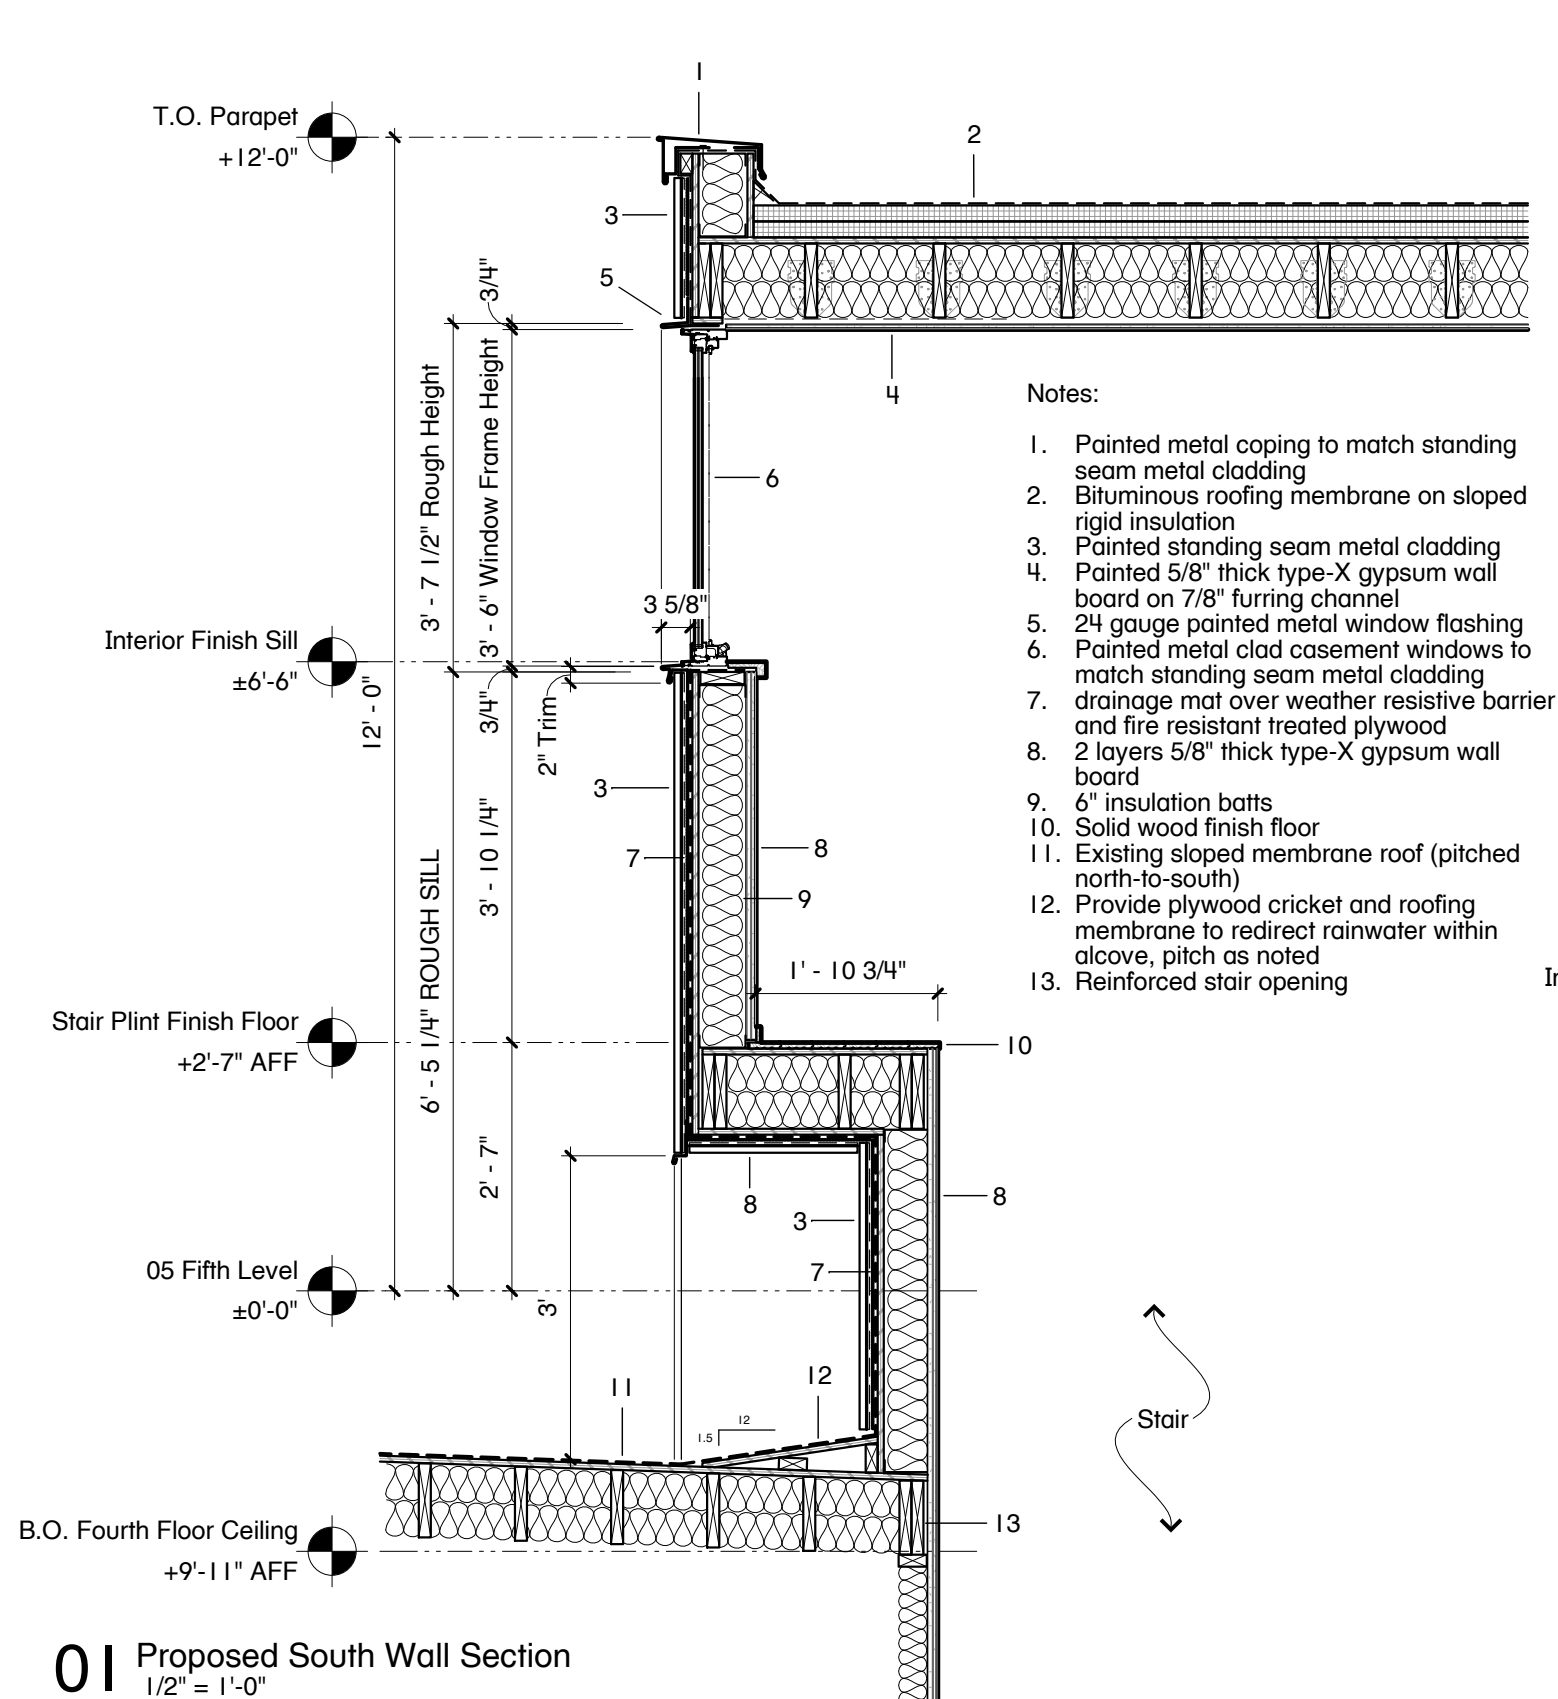 1
T.O. Parapet
+12'-0"
2
3
5
3/4"
4
3' - 7 1/2" Rough Height
3' - 6" Window Frame Height
6
3 5/8"
Interior Finish Sill
±6'-6"
12' - 0"
3/4"
2" Trim
3
7
8
9
3' - 10 1/4"
6' - 5 1/4" ROUGH SILL
1' - 10 3/4"
Stair Plint Finish Floor
+2'-7" AFF
10
2' - 7"
8
8
3
7
05 Fifth Level
±0'-0"
3'
11
12
12
1.5
Stair
B.O. Fourth Floor Ceiling
+9'-11" AFF
13
Notes:
1. Painted metal coping to match standing
seam metal cladding
2. Bituminous roofing membrane on sloped
rigid insulation
3. Painted standing seam metal cladding
4. Painted 5/8" thick type-X gypsum wall
board on 7/8" furring channel
5. 24 gauge painted metal window flashing
6. Painted metal clad casement windows to
match standing seam metal cladding
7. drainage mat over weather resistive barrier
and fire resistant treated plywood
8. 2 layers 5/8" thick type-X gypsum wall
board
9. 6" insulation batts
10. Solid wood finish floor
11. Existing sloped membrane roof (pitched
north-to-south)
12. Provide plywood cricket and roofing
membrane to redirect rainwater within
alcove, pitch as noted
13. Reinforced stair opening
01 Proposed South Wall Section
1/2" = 1'-0"